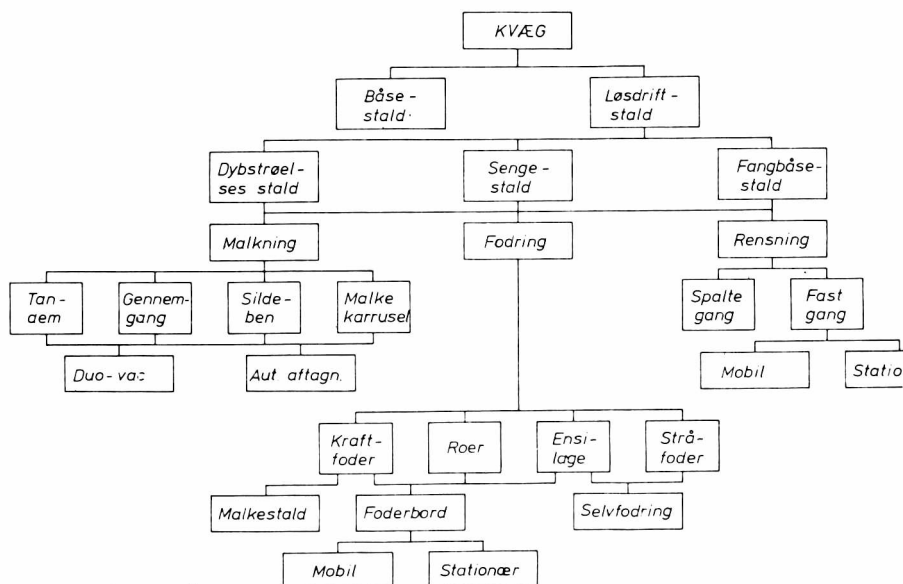 KVÆG
Båse-
stald
Løsdrift-
stald
Dybstrøel-
ses stald
Senge-
stald
Fangbåse-
stald
Malkning
Fodring
Rensning
Tan-
aem
Gennem-
gang
Silde-
ben
Malke
karrusel
Spalte
gang
Fast
gang
Duo-vac
Aut aftagn.
Mobil
Statio
Kraft-
foder
Roer
Ensi-
lage
Strå-
foder
Malkestald
Foderbord
Selvfodring
Mobil
Stationær